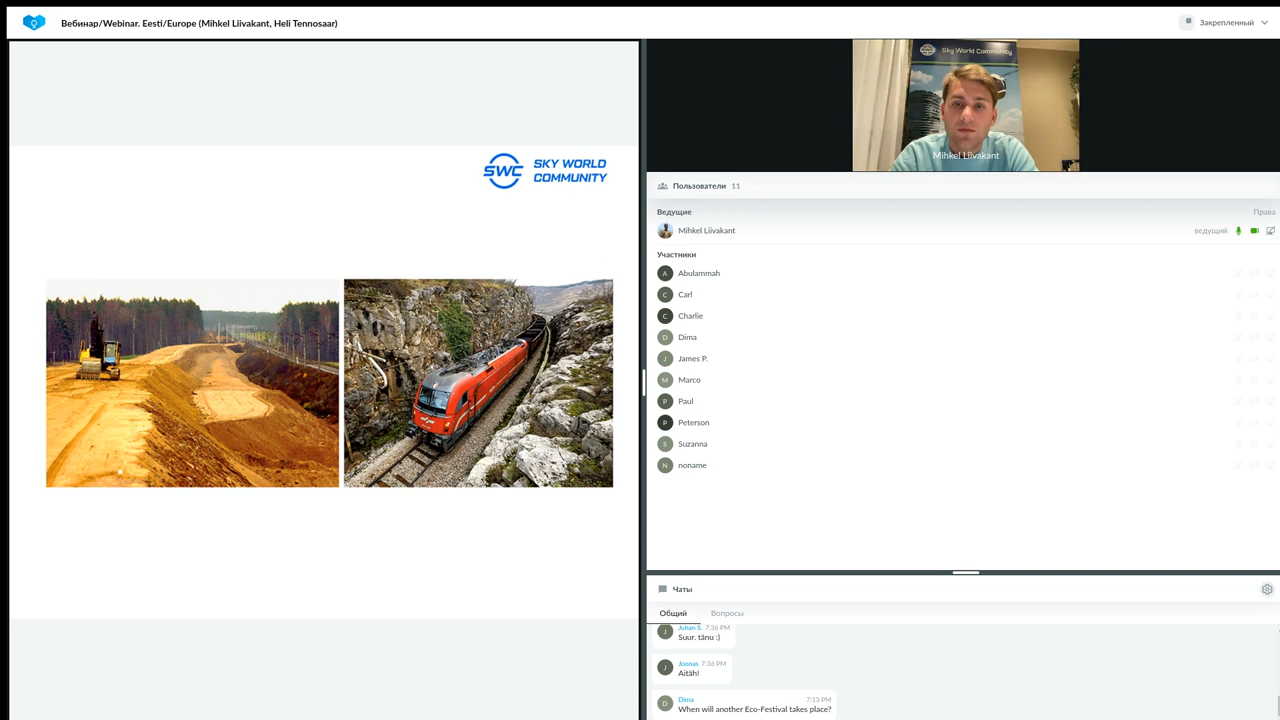 Вебинар/Webinar. Eesti/Europe (Mihkel Liivakant, Heli Tennosaar)
Закрепленный
SWC
SKY WORLD
COMMUNITY
Sky World Community
Mihkel Liivakant
Пользователи 11
Ведущие Права
Mihkel Liivakant ведущий
Участники
A Abulammah
C Carl
C Charlie
D Dima
J James P.
M Marco
P Paul
P Peterson
S Suzanna
N noname
Чаты
Общий Вопросы
Julian S. 7:36 PM
J Suur. tänu :)
Joonas 7:36 PM
J Aitäh!
Dima 7:13 PM
D When will another Eco-Festival takes place?